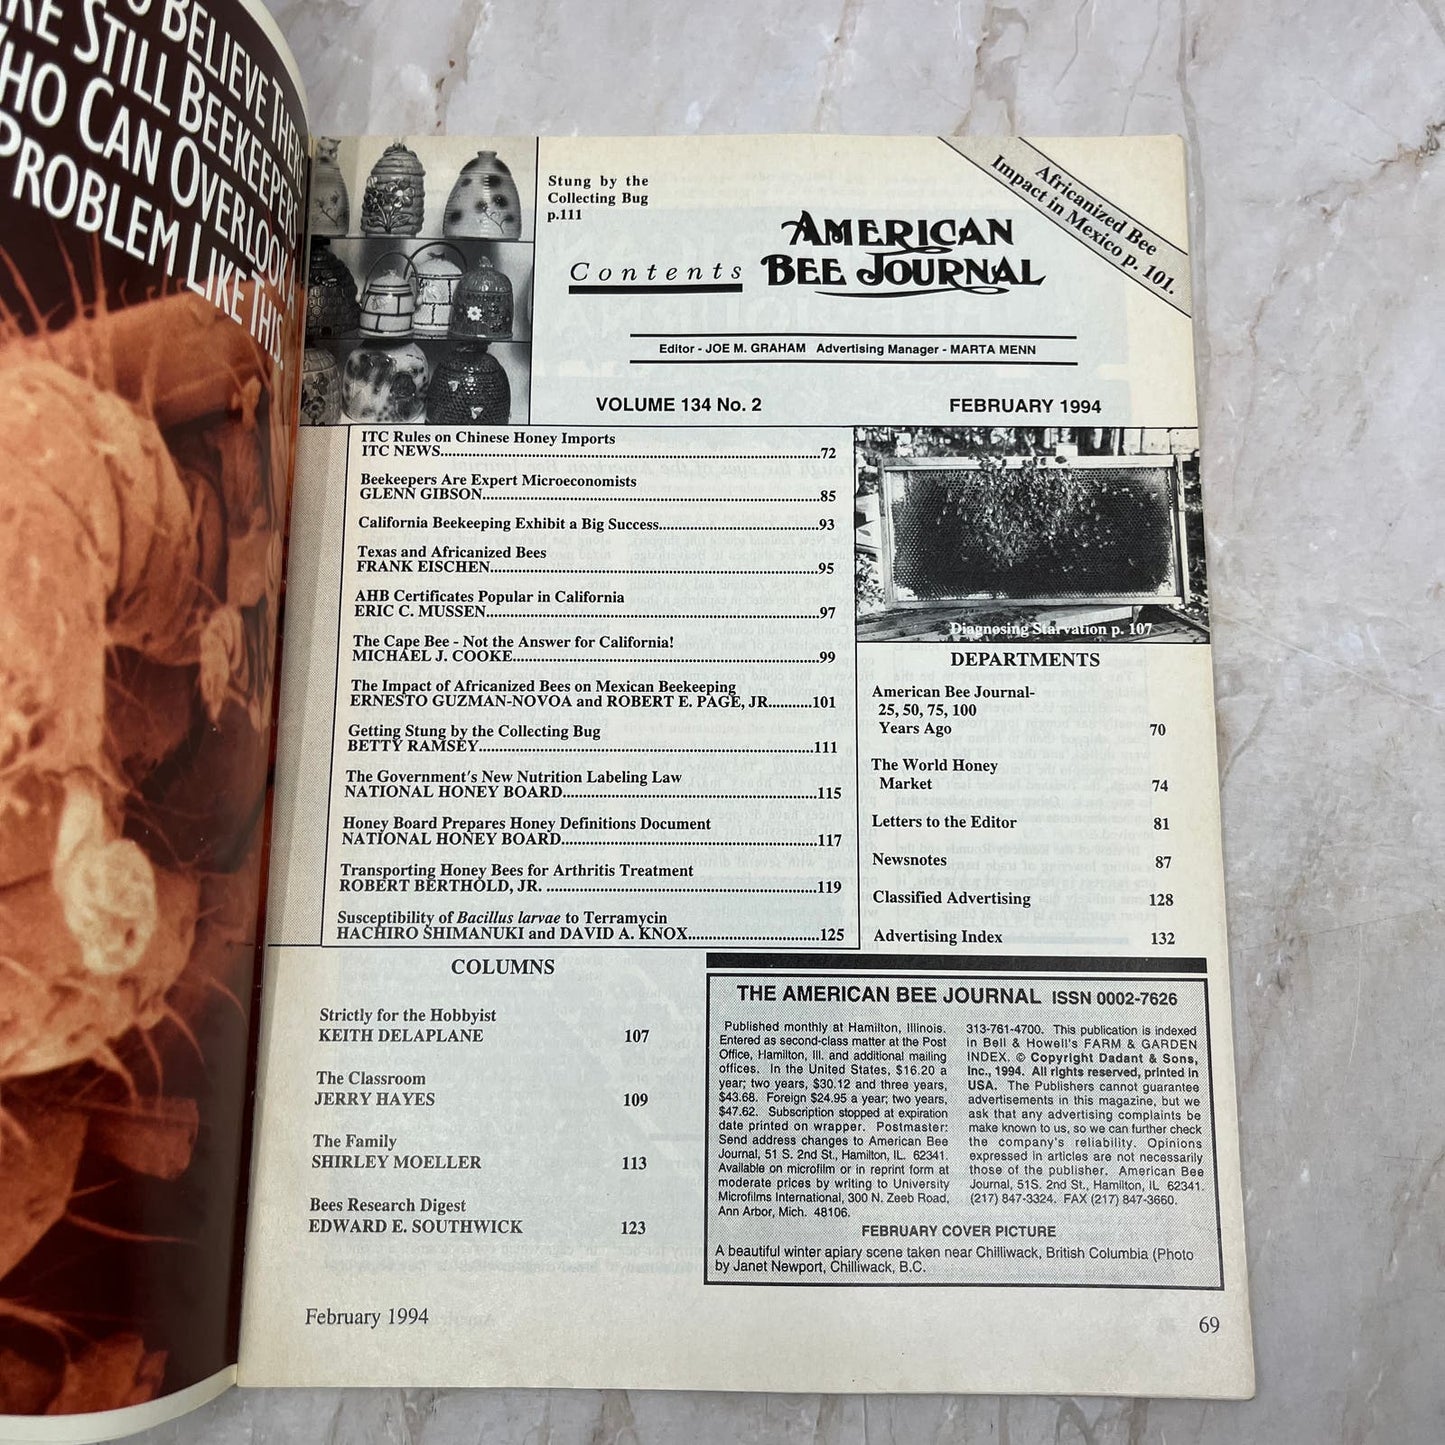 BELIEVE THERE
STILL BEEKEEPERS
WHO CAN OVERLOOK A
PROBLEM LIKE THIS.
Stung by the
Collecting Bug
p.111
Contents
AMERICAN
BEE JOURNAL
Africanized Bee
Impact in Mexico p. 101.
Editor - JOE M. GRAHAM Advertising Manager - MARTA MENN
VOLUME 134 No. 2 FEBRUARY 1994
ITC Rules on Chinese Honey Imports
ITC NEWS...72
Beekeepers Are Expert Microeconomists
GLENN GIBSON...85
California Beekeeping Exhibit a Big Success...93
Texas and Africanized Bees
FRANK EISCHEN...95
AHB Certificates Popular in California
ERIC C. MUSSEN...97
The Cape Bee - Not the Answer for California!
MICHAEL J. COOKE...99
The Impact of Africanized Bees on Mexican Beekeeping
ERNESTO GUZMAN-NOVOA and ROBERT E. PAGE, JR...101
Getting Stung by the Collecting Bug
BETTY RAMSEY...111
The Government's New Nutrition Labeling Law
NATIONAL HONEY BOARD...115
Honey Board Prepares Honey Definitions Document
NATIONAL HONEY BOARD...117
Transporting Honey Bees for Arthritis Treatment
ROBERT BERTHOLD, JR. ...119
Susceptibility of Bacillus larvae to Terramycin
HACHIRO SHIMANUKI and DAVID A. KNOX...125
Diagnosing Starvation p. 107
DEPARTMENTS
American Bee Journal-
25, 50, 75, 100
Years Ago 70
The World Honey
Market 74
Letters to the Editor 81
Newsnotes 87
Classified Advertising 128
Advertising Index 132
COLUMNS
Strictly for the Hobbyist
KEITH DELAPLANE 107
The Classroom
JERRY HAYES 109
The Family
SHIRLEY MOELLER 113
Bees Research Digest
EDWARD E. SOUTHWICK 123
THE AMERICAN BEE JOURNAL ISSN 0002-7626
Published monthly at Hamilton, Illinois.
Entered as second-class matter at the Post
Office, Hamilton, Ill. and additional mailing
offices. In the United States, $16.20 a
year; two years, $30.12 and three years,
$43.68. Foreign $24.95 a year; two years,
$47.62. Subscription stopped at expiration
date printed on wrapper. Postmaster:
Send address changes to American Bee
Journal, 51 S. 2nd St., Hamilton, IL. 62341.
Available on microfilm or in reprint form at
moderate prices by writing to University
Microfilms International, 300 N. Zeeb Road,
Ann Arbor, Mich. 48106.
313-761-4700. This publication is indexed
in Bell & Howell's FARM & GARDEN
INDEX. © Copyright Dadant & Sons,
Inc., 1994. All rights reserved, printed in
USA. The Publishers cannot guarantee
advertisements in this magazine, but we
ask that any advertising complaints be
make known to us, so we can further check
the company's reliability. Opinions
expressed in articles are not necessarily
those of the publisher. American Bee
Journal, 51S. 2nd St., Hamilton, IL 62341.
(217) 847-3324. FAX (217) 847-3660.
FEBRUARY COVER PICTURE
A beautiful winter apiary scene taken near Chilliwack, British Columbia (Photo
by Janet Newport, Chilliwack, B.C.
February 1994 69